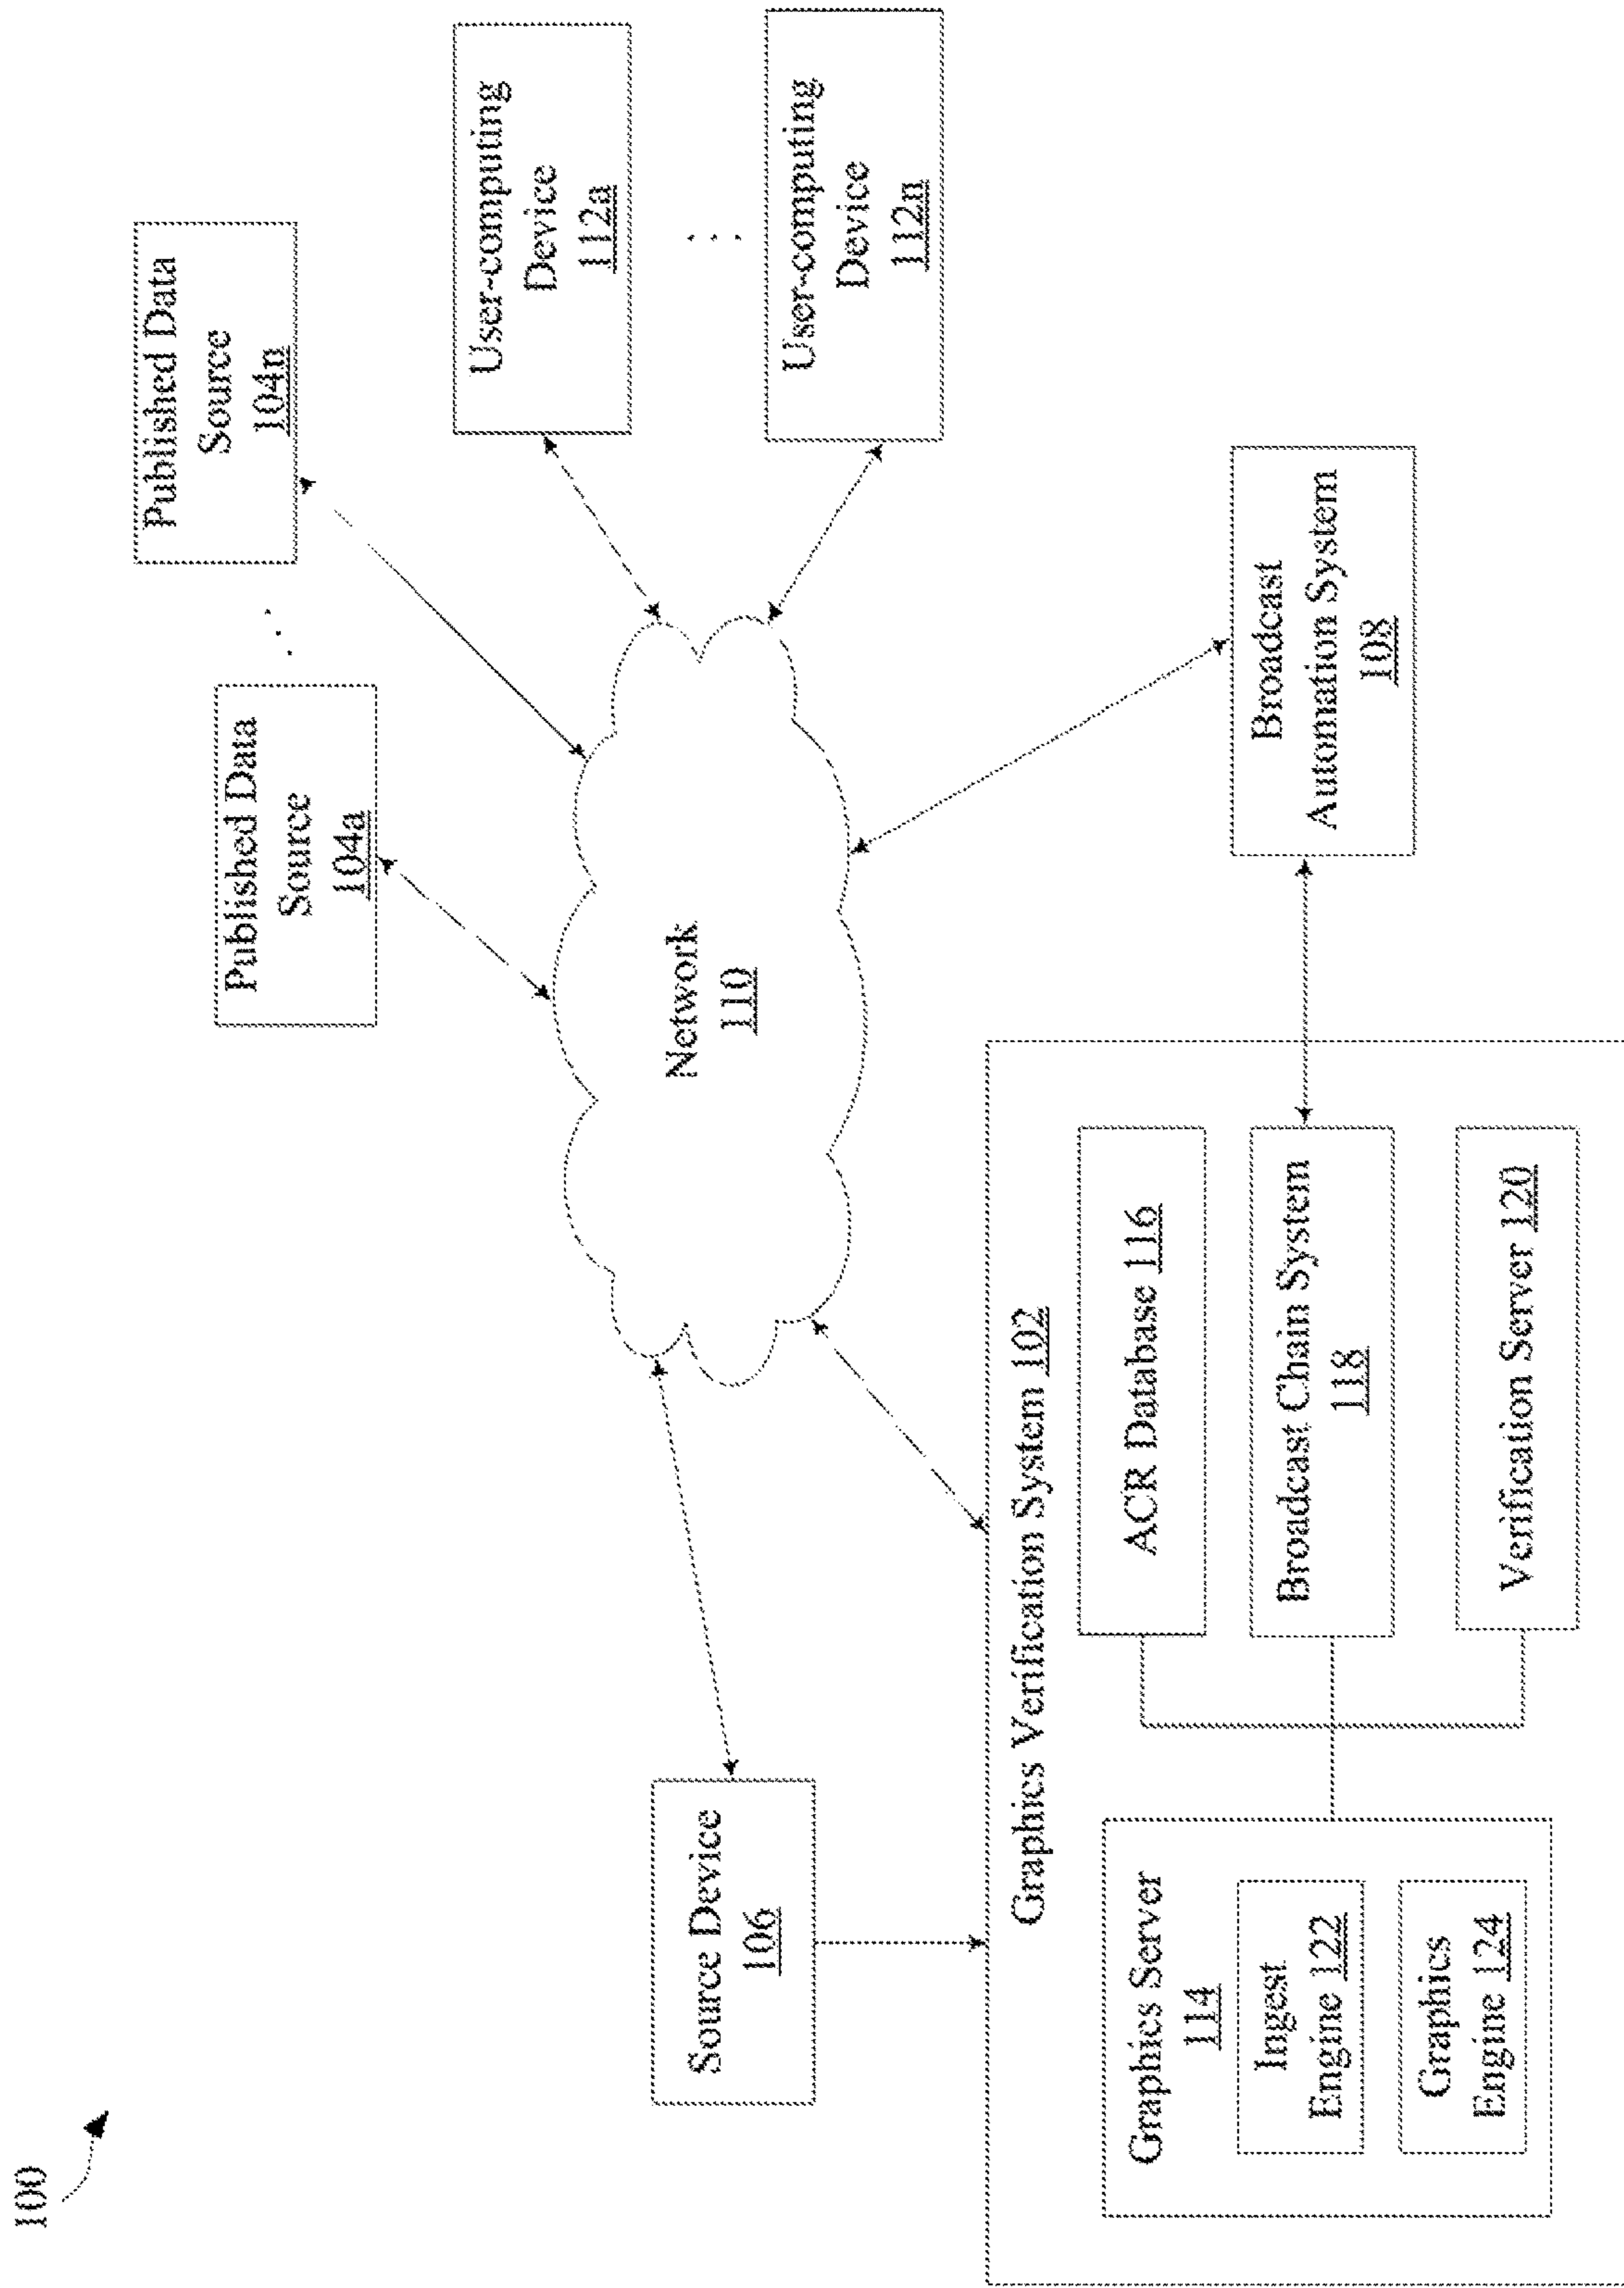 100
Published Data
Source
104a
Published Data
Source
104n
User-computing
Device
112a
User-computing
Device
112n
Network
110
Source Device
106
Broadcast
Automation System
108
Graphics Verification System 102
Graphics Server
114
Ingest
Engine 122
Graphics
Engine 124
ACR Database 116
Broadcast Chain System
118
Verification Server 120